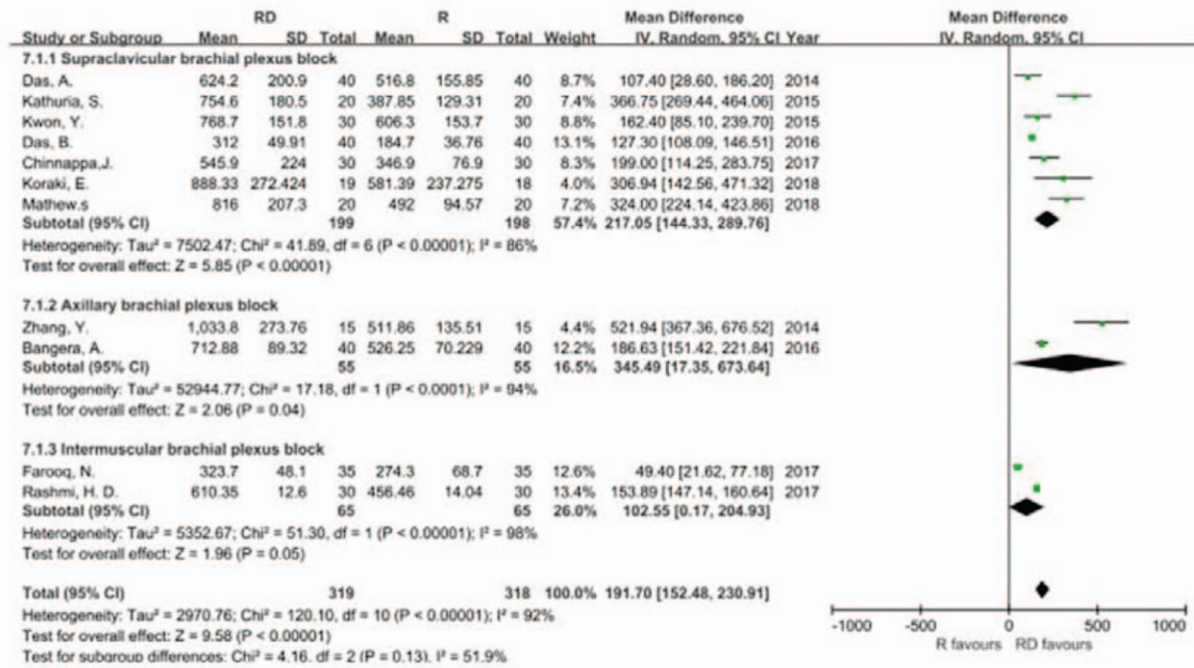 RD R Mean Difference Mean Difference
Study or Subgroup Mean SD Total Mean SD Total Weight IV, Random, 95% CI Year IV, Random, 95% CI
7.1.1 Supraclavicular brachial plexus block
Das, A. 624.2 200.9 40 516.8 155.85 40 8.7% 107.40 [28.60, 186.20] 2014
Kathuria, S. 754.6 180.5 20 387.85 129.31 20 7.4% 366.75 [269.44, 464.06] 2015
Kwon, Y. 768.7 151.8 30 606.3 153.7 30 8.8% 162.40 [85.10, 239.70] 2015
Das, B. 312 49.91 40 184.7 36.76 40 13.1% 127.30 [108.09, 146.51] 2016
Chinnappa,J. 545.9 224 30 346.9 76.9 30 8.3% 199.00 [114.25, 283.75] 2017
Koraki, E. 888.33 272.424 19 581.39 237.275 18 4.0% 306.94 [142.56, 471.32] 2018
Mathew.s 816 207.3 20 492 94.57 20 7.2% 324.00 [224.14, 423.86] 2018
Subtotal (95% CI) 199 198 57.4% 217.05 [144.33, 289.76]
Heterogeneity: Tau² = 7502.47; Chi² = 41.89, df = 6 (P < 0.00001); I² = 86%
Test for overall effect: Z = 5.85 (P < 0.00001)
7.1.2 Axillary brachial plexus block
Zhang, Y. 1,033.8 273.76 15 511.86 135.51 15 4.4% 521.94 [367.36, 676.52] 2014
Bangera, A. 712.88 89.32 40 526.25 70.229 40 12.2% 186.63 [151.42, 221.84] 2016
Subtotal (95% CI) 55 55 16.5% 345.49 [17.35, 673.64]
Heterogeneity: Tau² = 52944.77; Chi² = 17.18, df = 1 (P < 0.0001); I² = 94%
Test for overall effect: Z = 2.06 (P = 0.04)
7.1.3 Intermuscular brachial plexus block
Farooq, N. 323.7 48.1 35 274.3 68.7 35 12.6% 49.40 [21.62, 77.18] 2017
Rashmi, H. D. 610.35 12.6 30 456.46 14.04 30 13.4% 153.89 [147.14, 160.64] 2017
Subtotal (95% CI) 65 65 26.0% 102.55 [0.17, 204.93]
Heterogeneity: Tau² = 5352.67; Chi² = 51.30, df = 1 (P < 0.00001); I² = 98%
Test for overall effect: Z = 1.96 (P = 0.05)
Total (95% CI) 319 318 100.0% 191.70 [152.48, 230.91]
Heterogeneity: Tau² = 2970.76; Chi² = 120.10, df = 10 (P < 0.00001); I² = 92%
Test for overall effect: Z = 9.58 (P < 0.00001)
Test for subgroup differences: Chi² = 4.16, df = 2 (P = 0.13), I² = 51.9%
-1000 -500 0 500 1000
R favours RD favours